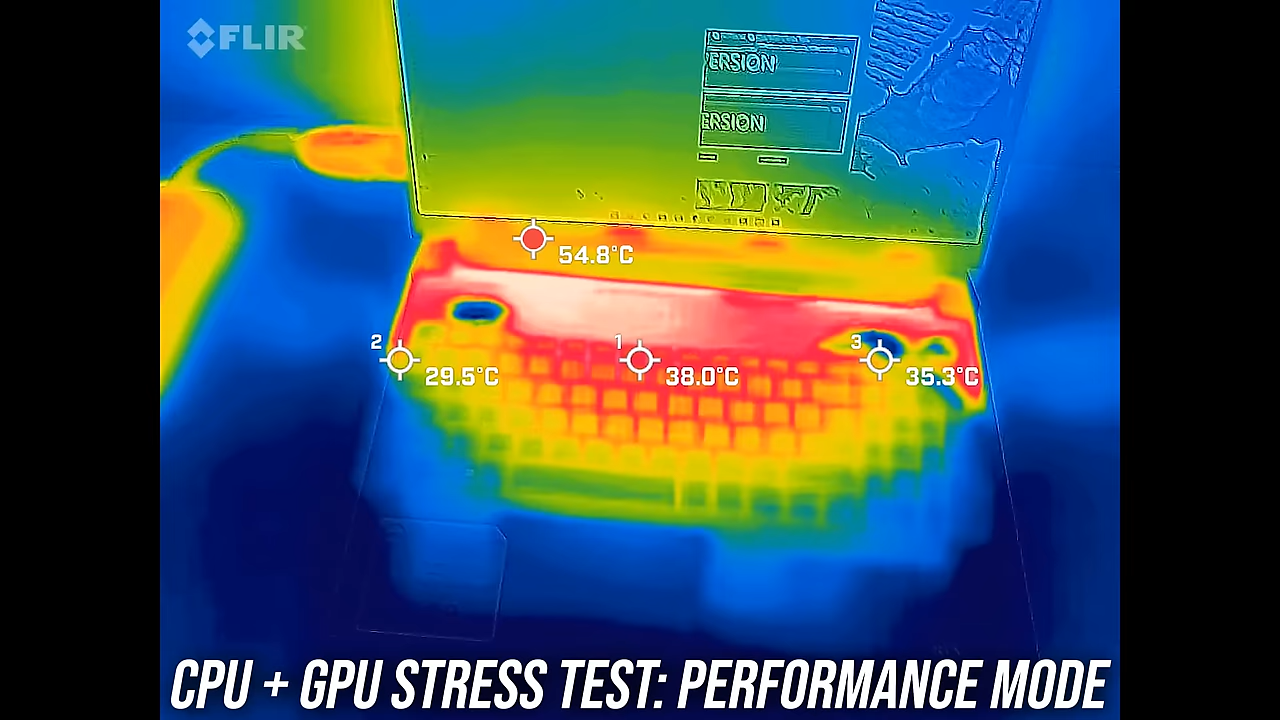 FLIR
ERSION
ERSION
54.8°C
2
29.5°C
1
38.0°C
3
35.3°C
CPU + GPU STRESS TEST: PERFORMANCE MODE